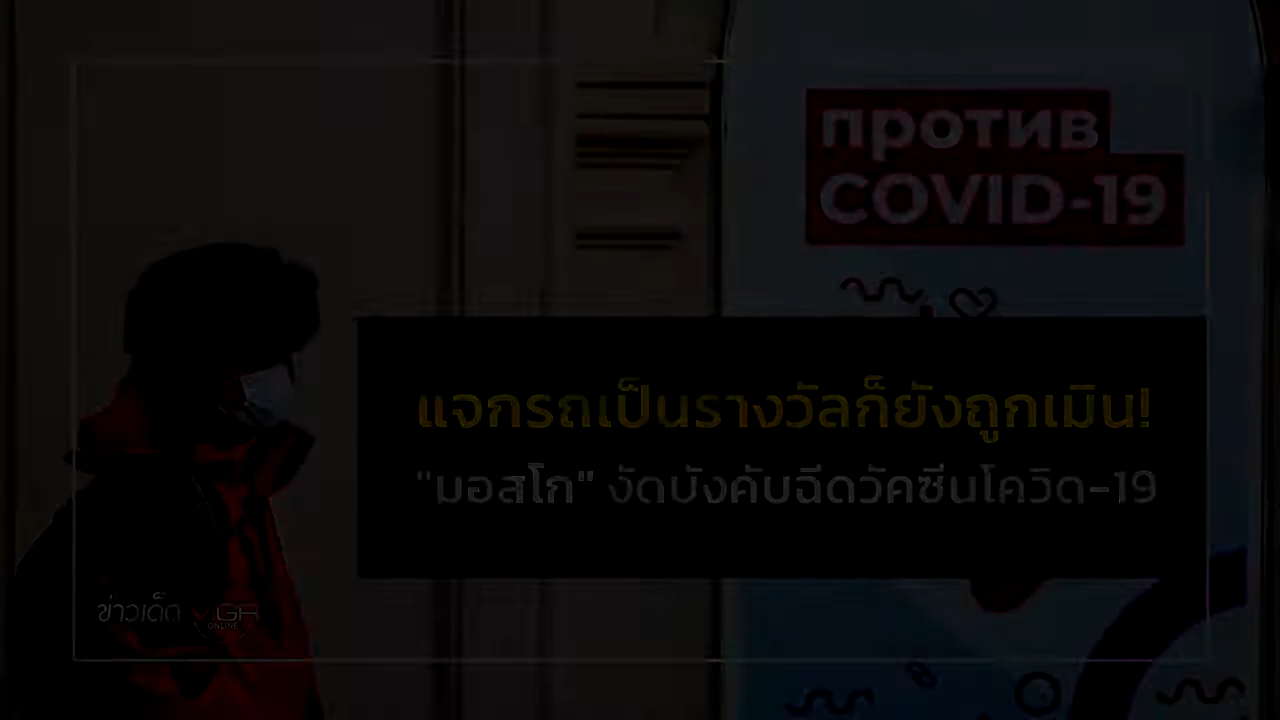 против
COVID-19
แจกรถเป็นรางวัลก็ยังถูกเมิน!
"มอสโก" งัดบังคับฉีดวัคซีนโควิด-19
ข่าวเด็ด VIGR
ONLINE